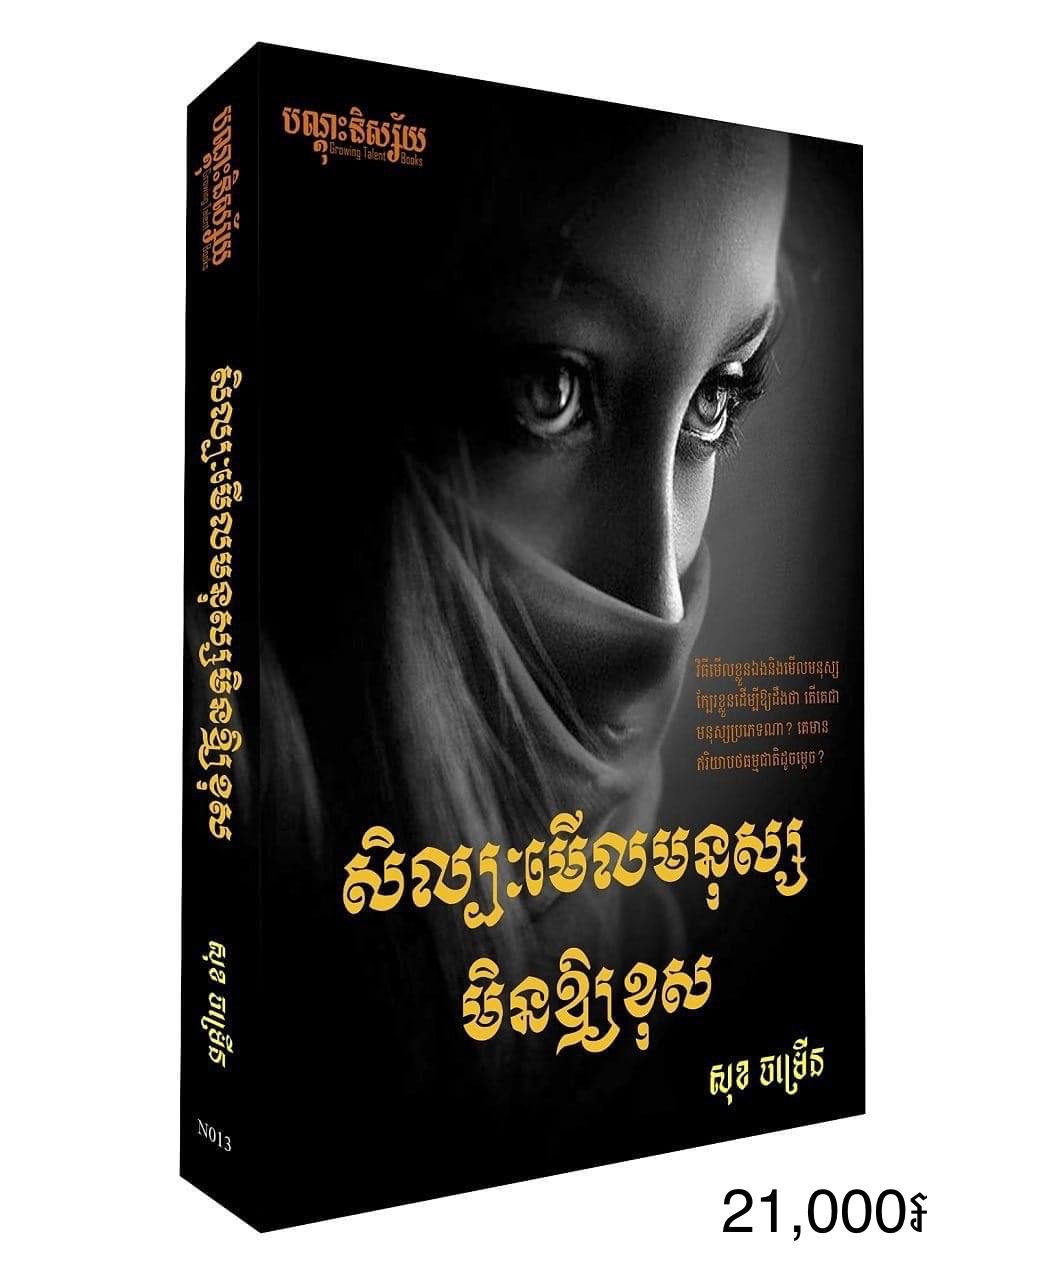 បណ្ដុះនិស្ស័យ
Growing Talent Books
វិធីមើលខ្លួនឯងនិងមើលមនុស្ស
ក្បែរខ្លួនដើម្បីឱ្យដឹងថា តើគេជា
មនុស្សប្រភេទណា? គេមាន
ឥរិយាបថធម្មជាតិដូចម្ដេច?
សិល្បៈមើលមនុស្ស
មិនឱ្យខុស
សុខ ចម្រើន
បណ្ដុះនិស្ស័យ
Growing Talent Books
សិល្បៈមើលមនុស្សមិនឱ្យខុស
សុខ ចម្រើន
N013
21,000៛